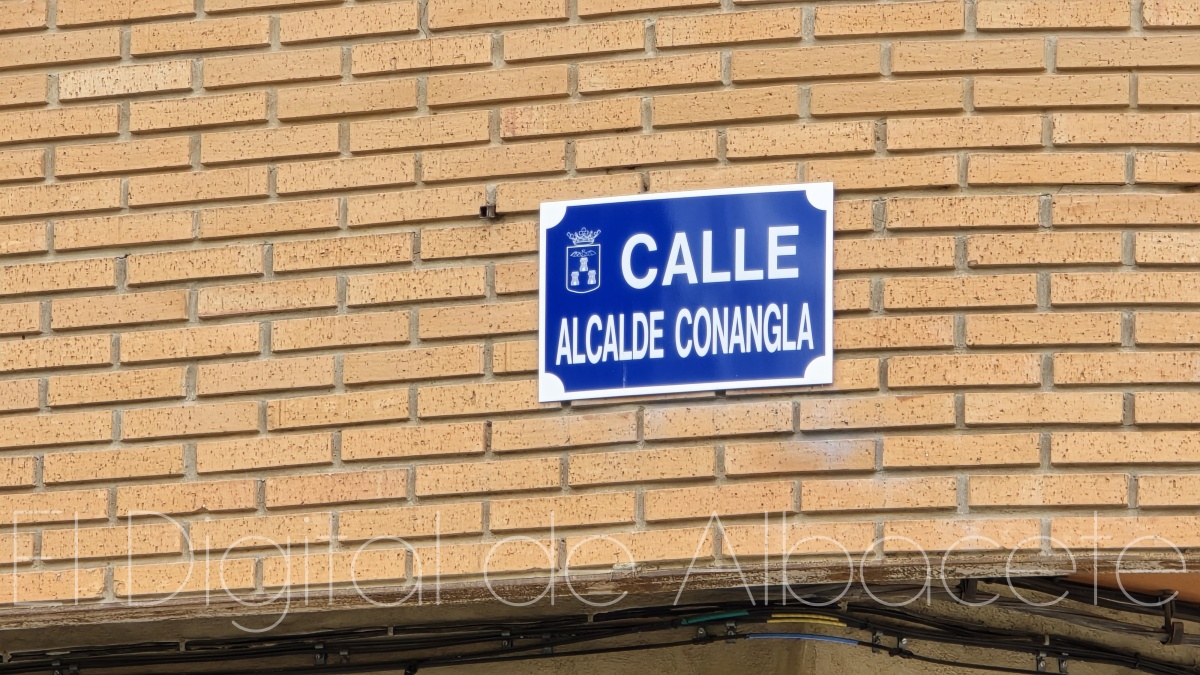 CALLE
ALCALDE CONANGLA
El Digital de Albacete